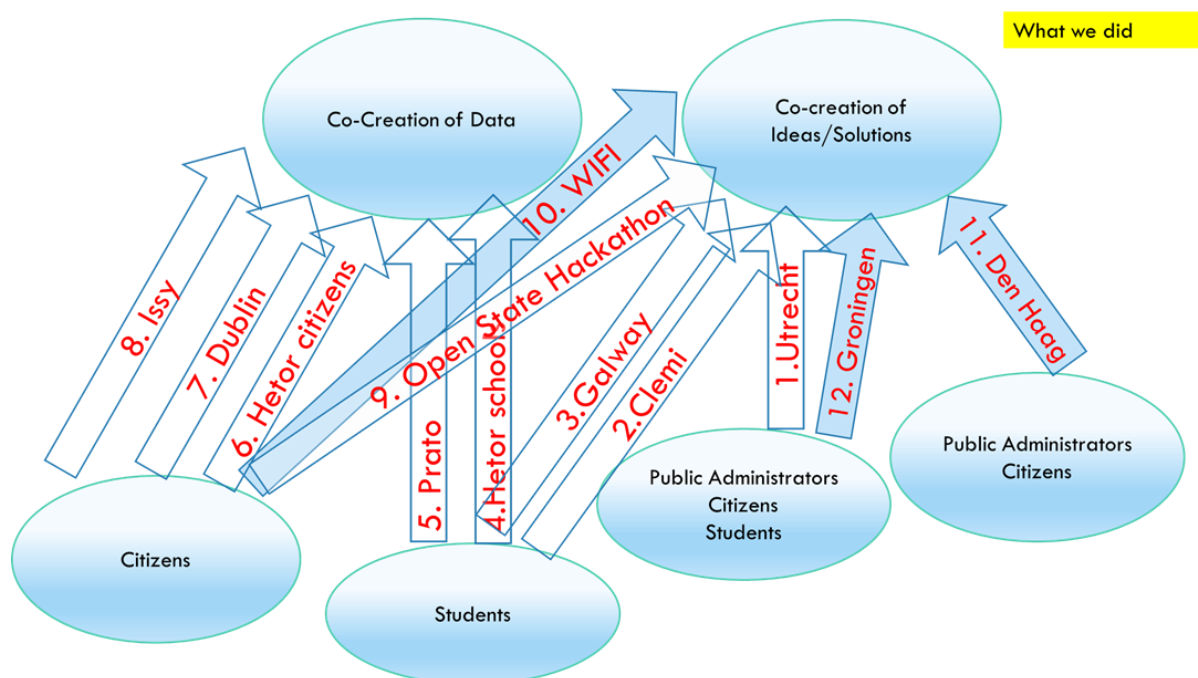 What we did
Co-Creation of Data
Co-creation of
Ideas/Solutions
8. Issy
7. Dublin
6. Hetor citizens
10. WIFI
9. Open State Hackathon
5. Prato
4.Hetor schools
3.Galway
2.Clemi
1.Utrecht
12. Groningen
11. Den Haag
Citizens
Students
Public Administrators
Citizens
Students
Public Administrators
Citizens